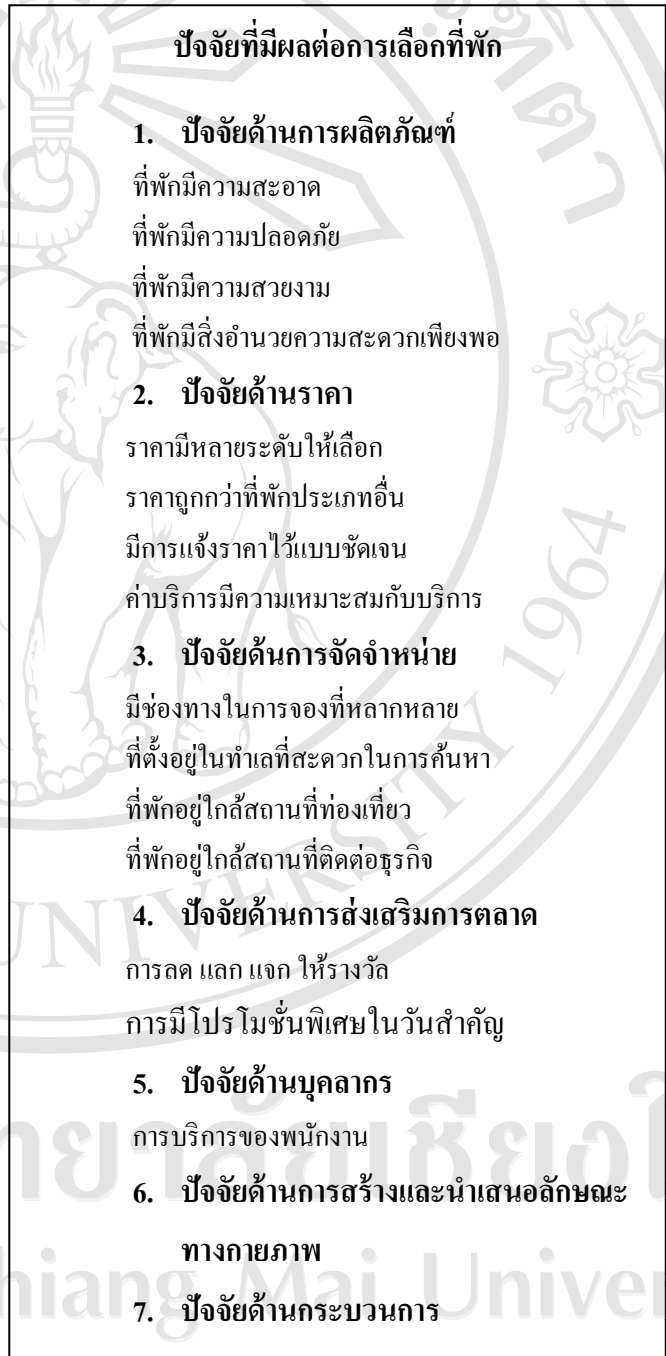 ปัจจัยที่มีผลต่อการเลือกที่พัก
1. ปัจจัยด้านการผลิตภัณฑ์
ที่พักมีความสะอาด
ที่พักมีความปลอดภัย
ที่พักมีความสวยงาม
ที่พักมีสิ่งอำนวยความสะดวกเพียงพอ
2. ปัจจัยด้านราคา
ราคามีหลายระดับให้เลือก
ราคาถูกกว่าที่พักประเภทอื่น
มีการแจ้งราคาไว้แบบชัดเจน
ค่าบริการมีความเหมาะสมกับบริการ
3. ปัจจัยด้นการจัดจำหน่าย
มีช่องทางในการจองที่หลากหลาย
ที่ตั้งอยู่ในทำเลที่สะดวกในการค้นหา
ที่พักอยู่ใกล้สถานที่ท่องเที่ยว
ที่พักอยู่ใกล้สถานที่ติดต่อธุรกิจ
4. ปัจจัยด้านการส่งเสริมการตลาด
การลด แลก แจก ให้รางวัล
การมีโปรโมชั่นพิเศษในวันสำคัญ
5. ปัจจัยด้านบุคลากร
การบริการของพนักงาน
6. ปัจจัยด้านการสร้างและนำเสนอลักษณะ
ทางกายภาพ
7. ปัจจัยด้านกระบวนการ
UNIVERSITY 1964
hiang Mai Univer